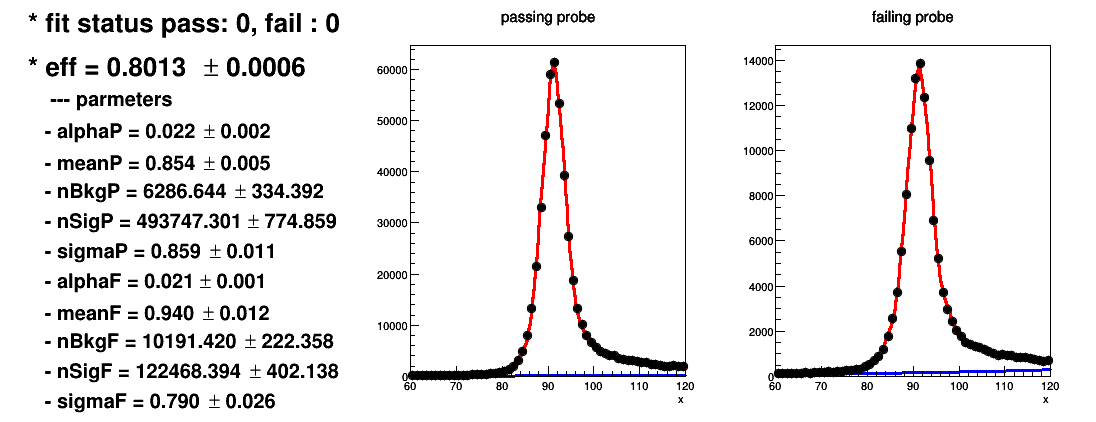 * fit status pass: 0, fail : 0
* eff = 0.8013 ± 0.0006
--- parmeters
- alphaP = 0.022 ± 0.002
- meanP = 0.854 ± 0.005
- nBkgP = 6286.644 ± 334.392
- nSigP = 493747.301 ± 774.859
- sigmaP = 0.859 ± 0.011
- alphaF = 0.021 ± 0.001
- meanF = 0.940 ± 0.012
- nBkgF = 10191.420 ± 222.358
- nSigF = 122468.394 ± 402.138
- sigmaF = 0.790 ± 0.026
passing probe
60000
50000
40000
30000
20000
10000
0
60 70 80 90 100 110 120
x
failing probe
14000
12000
10000
8000
6000
4000
2000
0
60 70 80 90 100 110 120
x